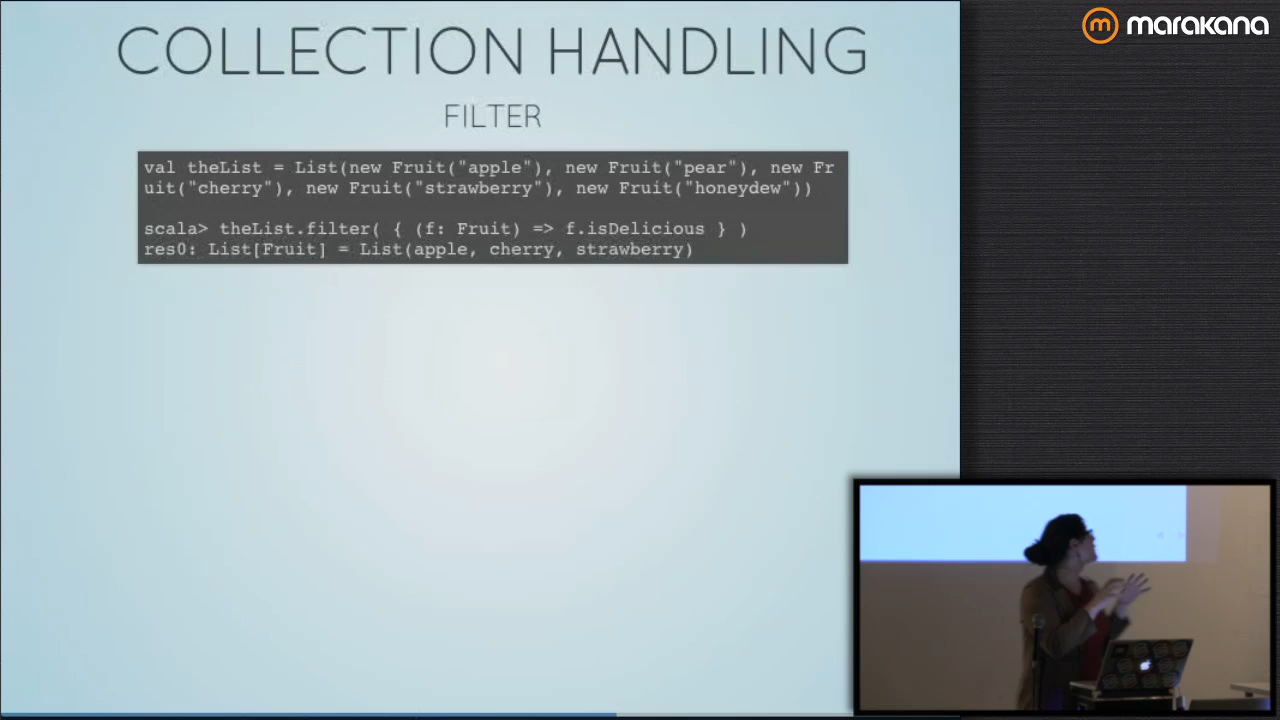 marakana
COLLECTION HANDLING
FILTER
val theList = List(new Fruit("apple"), new Fruit("pear"), new Fr
uit("cherry"), new Fruit("strawberry"), new Fruit("honeydew"))
scala> theList.filter( { (f: Fruit) => f.isDelicious } )
res0: List[Fruit] = List(apple, cherry, strawberry)